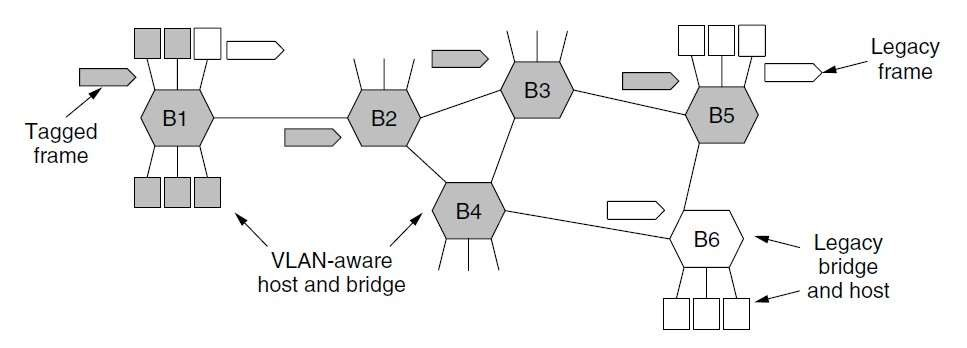 Legacy
frame
B3
B1
B2
B5
Tagged
frame
B4
B6
VLAN-aware
host and bridge
Legacy
bridge
and host